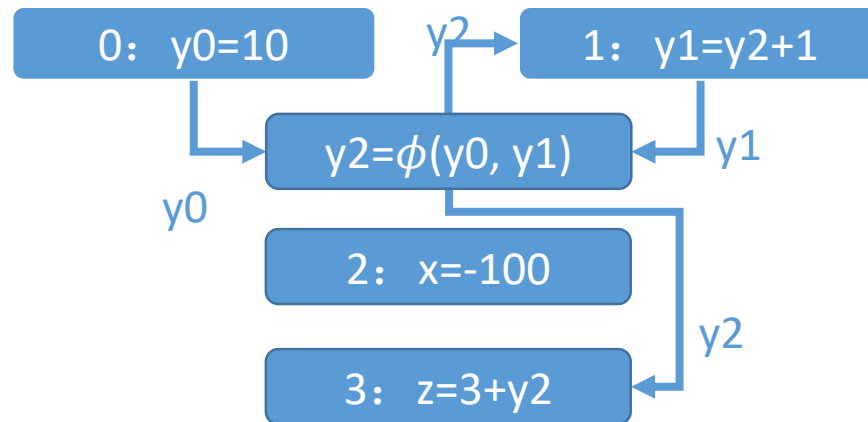 0：y0=10
y2
1：y1=y2+1
y2=ϕ(y0, y1)
y1
y0
2：x=-100
y2
3：z=3+y2